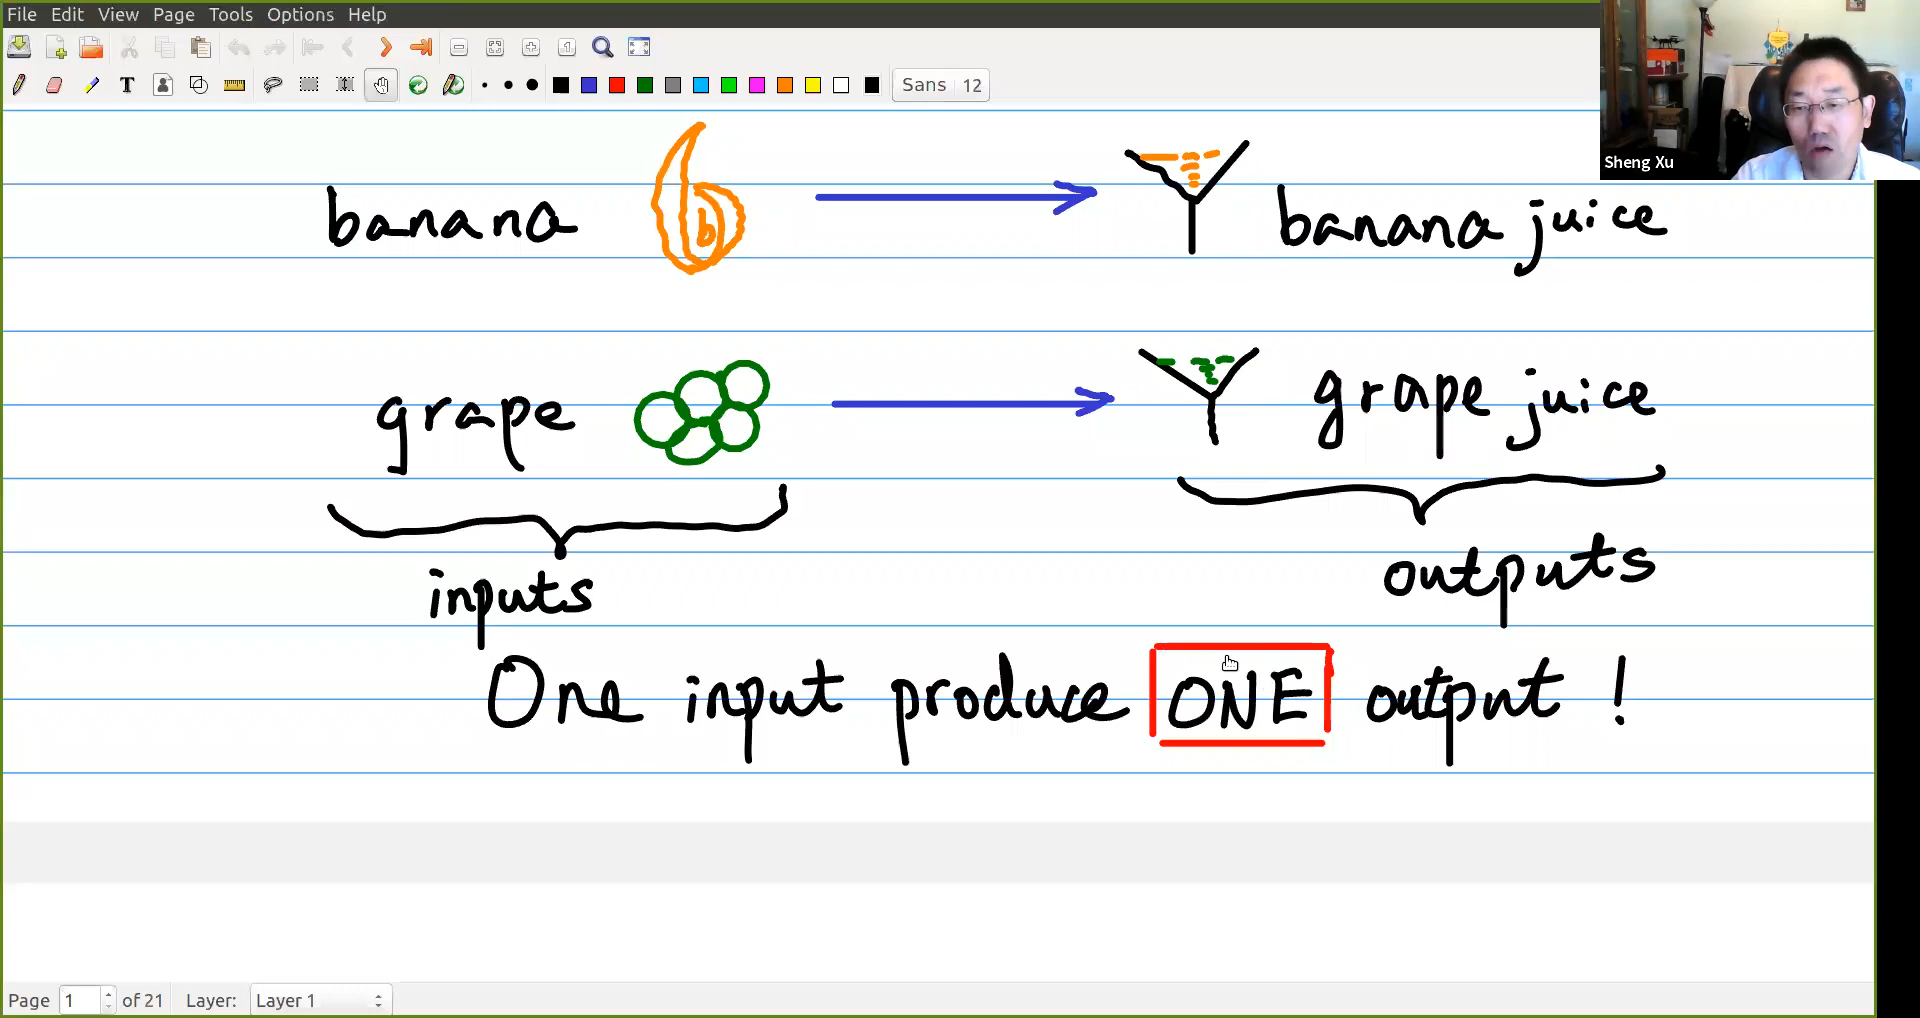 File Edit View Page Tools Options Help
Sans 12
Sheng Xu
banana b banana juice
grape grape juice
inputs outputs
One input produce ONE output !
Page 1 of 21 Layer: Layer 1